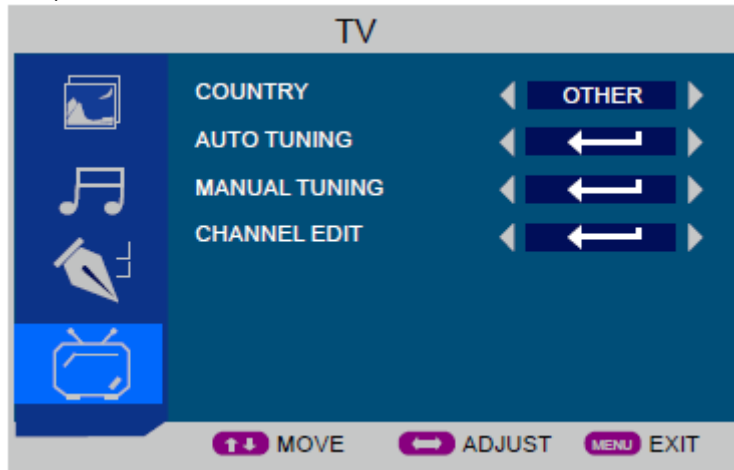 TV
COUNTRY OTHER
AUTO TUNING
MANUAL TUNING
CHANNEL EDIT
MOVE ADJUST MENU EXIT